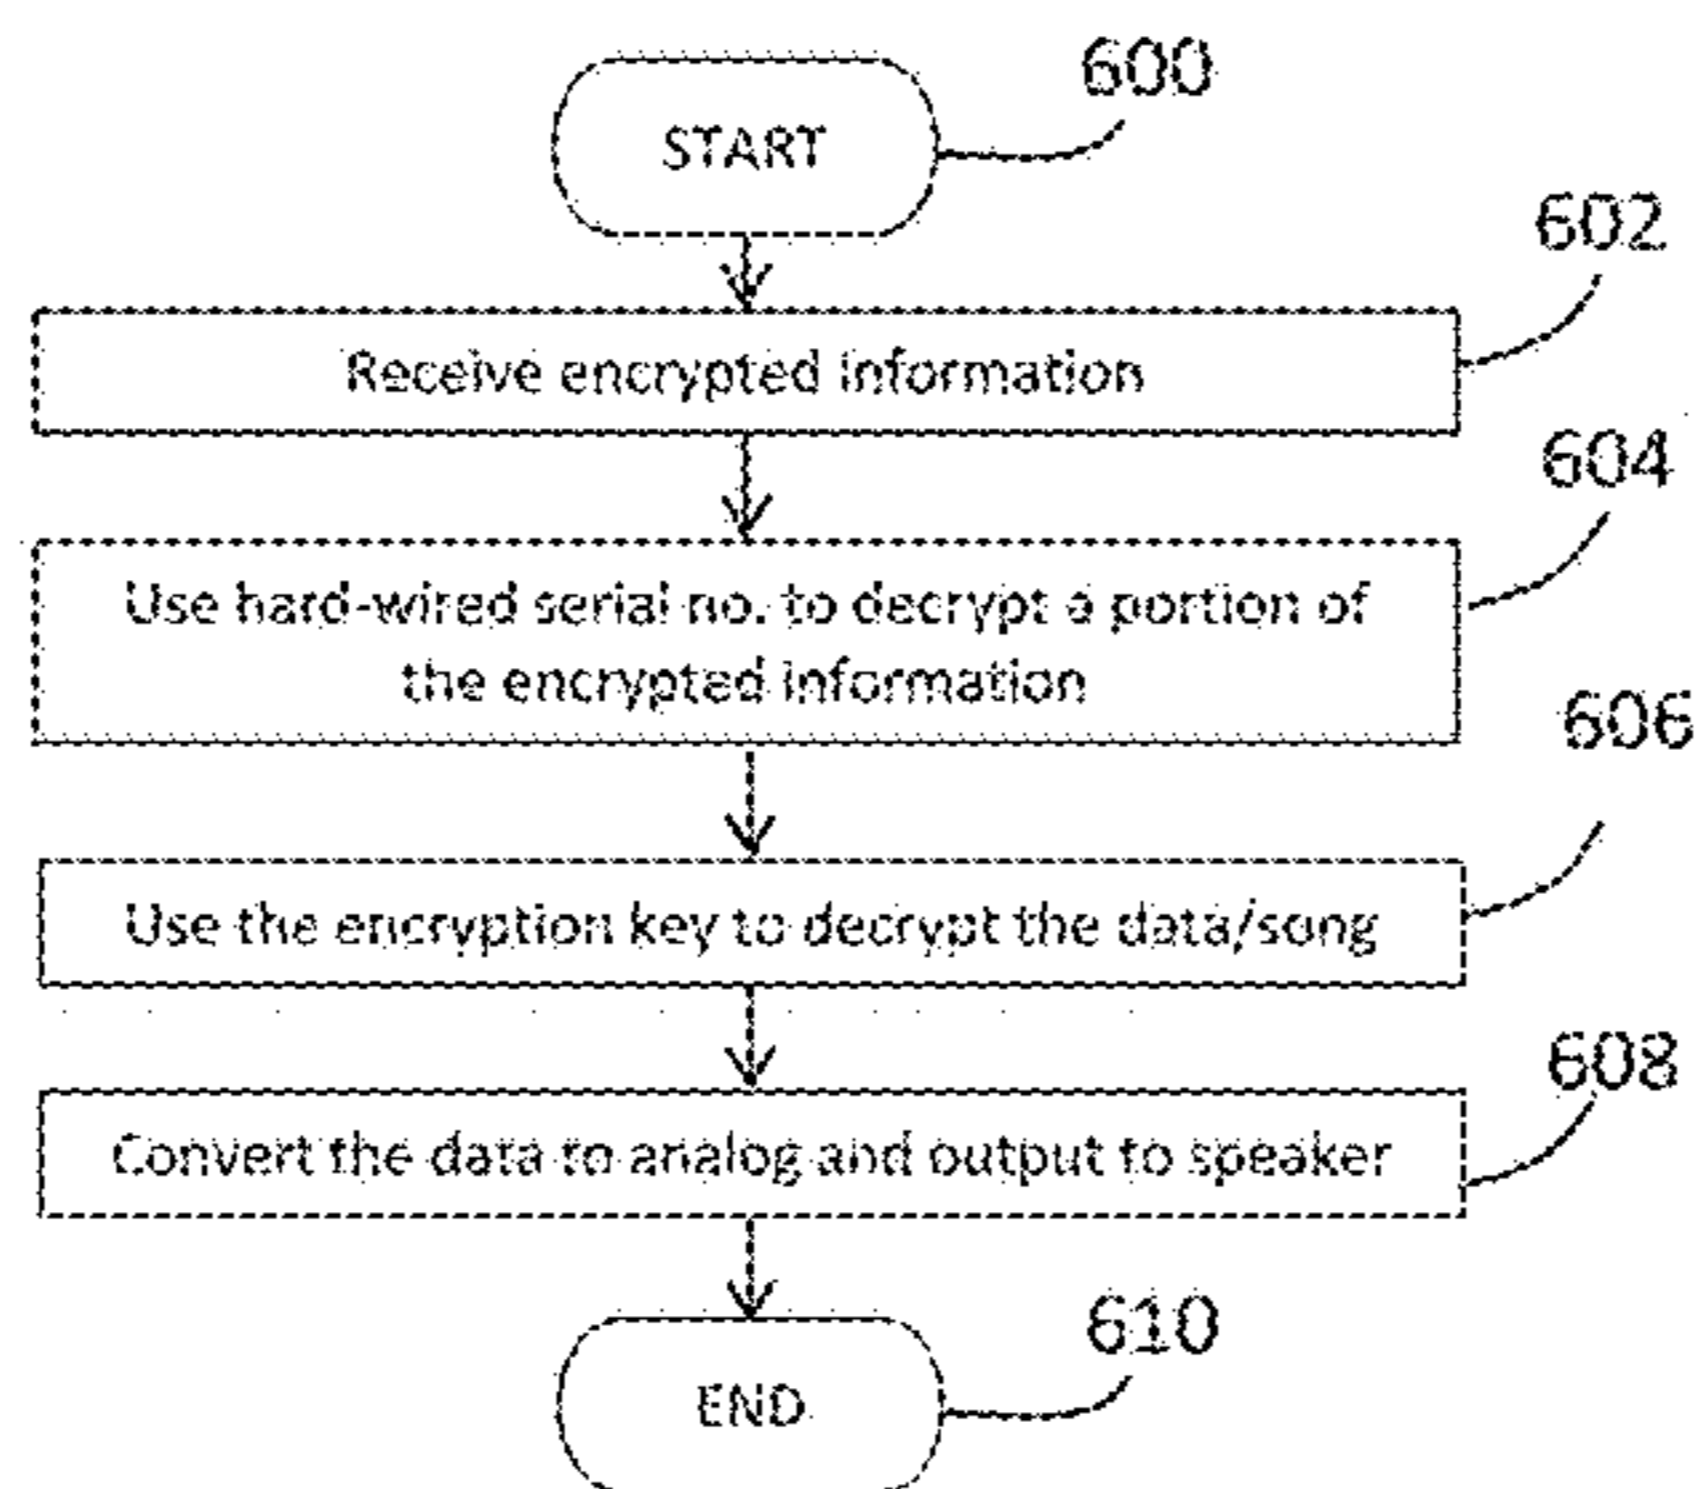 600
START
602
Receive encrypted information
604
Use hard-wired serial no. to decrypt a portion of
the encrypted information
606
Use the encryption key to decrypt the data/song
608
Convert the data to analog and output to speaker
610
END